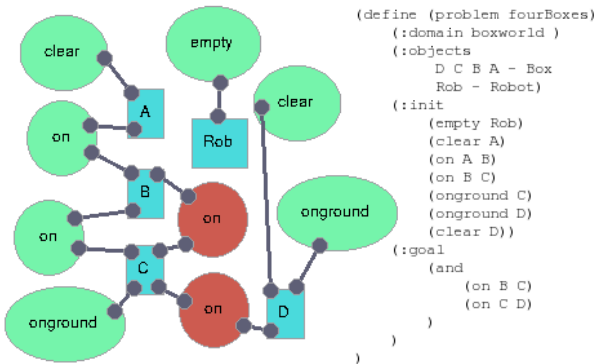 clear
empty
A
clear
on
Rob
B
on
onground
on
C
on
D
onground
(define (problem fourBoxes)
(:domain boxworld )
(:objects
D C B A - Box
Rob - Robot)
(:init
(empty Rob)
(clear A)
(on A B)
(on B C)
(onground C)
(onground D)
(clear D))
(:goal
(and
(on B C)
(on C D)
)
)
)